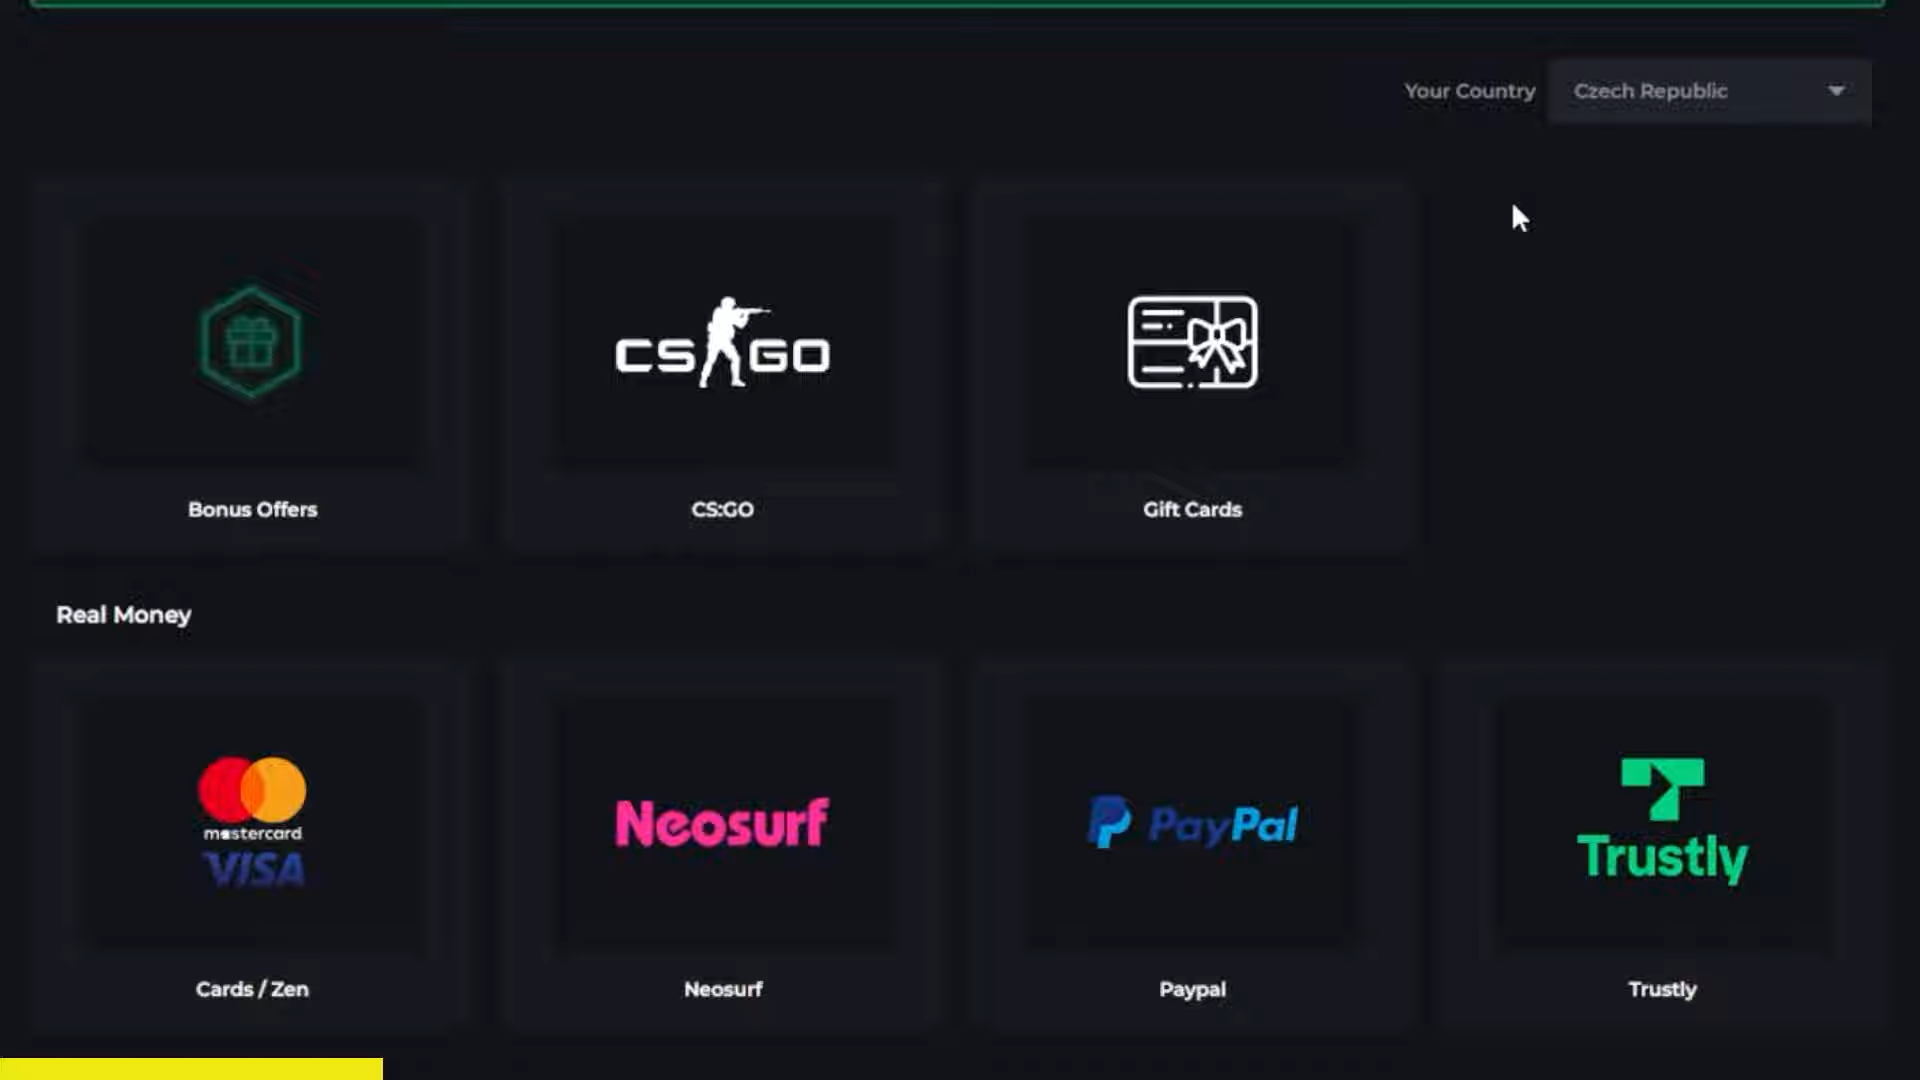 Your Country
Czech Republic
CS GO
Bonus Offers
CS:GO
Gift Cards
Real Money
mastercard
VISA
Neosurf
PayPal
Trustly
Cards / Zen
Neosurf
Paypal
Trustly